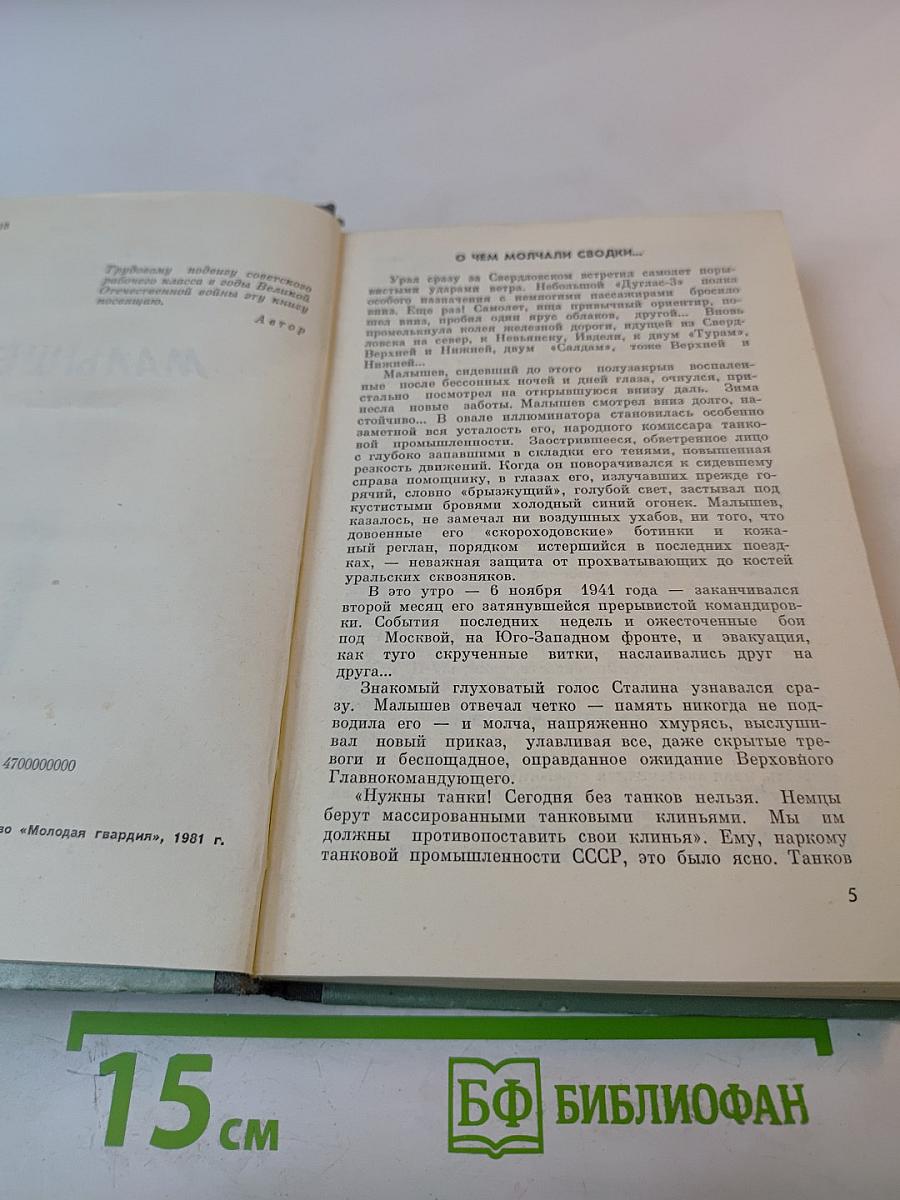 Трудовому подвигу советского
рабочего класса в годы Великой
Отечественной войны эту книгу
посвящаю.
Автор
4700000000
«Молодая гвардия», 1981 г.
О ЧЕМ МОЛЧАЛИ СВОДКИ...
Урал сразу за Свердловском встретил самолет поры-
вистыми ударами ветра. Небольшой «Дуглас-3» полка
особого назначения с немногими пассажирами бросило
вниз. Еще раз! Самолет, ища привычный ориентир, по-
шел вниз, пробил один ярус облаков, другой... Вновь
промелькнула колея железной дороги, идущей из Сверд-
ловска на север, к Невьянску, Ивделя, к двум «Турам»,
Верхней и Нижней, двум «Салдам», тоже Верхней и
Нижней...
Малышев, сидевший до этого полузакрыв воспален-
ные после бессонных ночей и дней глаза, очнулся, при-
стально посмотрел на открывшуюся внизу даль. Зима
несла новые заботы. Малышев смотрел вниз долго, на-
стойчиво... В овале иллюминатора становилась особенно
заметной вся усталость его, народного комиссара танко-
вой промышленности. Заострившееся, обветренное лицо
с глубоко запавшими в складки его тенями, повышенная
резкость движений. Когда он поворачивался к сидевшему
справа помощнику, в глазах его, излучавших прежде го-
рячий, словно «брызжущий», голубой свет, застывал под
кустистыми бровями холодный синий огонек. Малышев,
казалось, не замечал ни воздушных ухабов, ни того, что
довоенные его «скороходовские» ботинки и кожа-
ный реглан, порядком истершийся в последних поезд-
ках, — неважная защита от прохватывающих до костей
уральских сквозняков.
В это утро — 6 ноября 1941 года — заканчивался
второй месяц его затянувшейся прерывистой командиров-
ки. События последних недель и ожесточенные бои
под Москвой, на Юго-Западном фронте, и эвакуация,
как туго скрученные витки, наслаивались друг на
друга...
Знакомый глуховатый голос Сталина узнавался сра-
зу. Малышев отвечал четко — память никогда не под-
водила его — и молча, напряженно хмурясь, выслуши-
вал новый приказ, улавливая все, даже скрытые тре-
воги и беспощадное, оправданное ожидание Верховного
Главнокомандующего.
«Нужны танки! Сегодня без танков нельзя. Немцы
берут массированными танковыми клиньями. Мы им
должны противопоставить свои клинья». Ему, наркому
танковой промышленности СССР, это было ясно. Танков
5
15 см
БФ БИБЛИОФАН